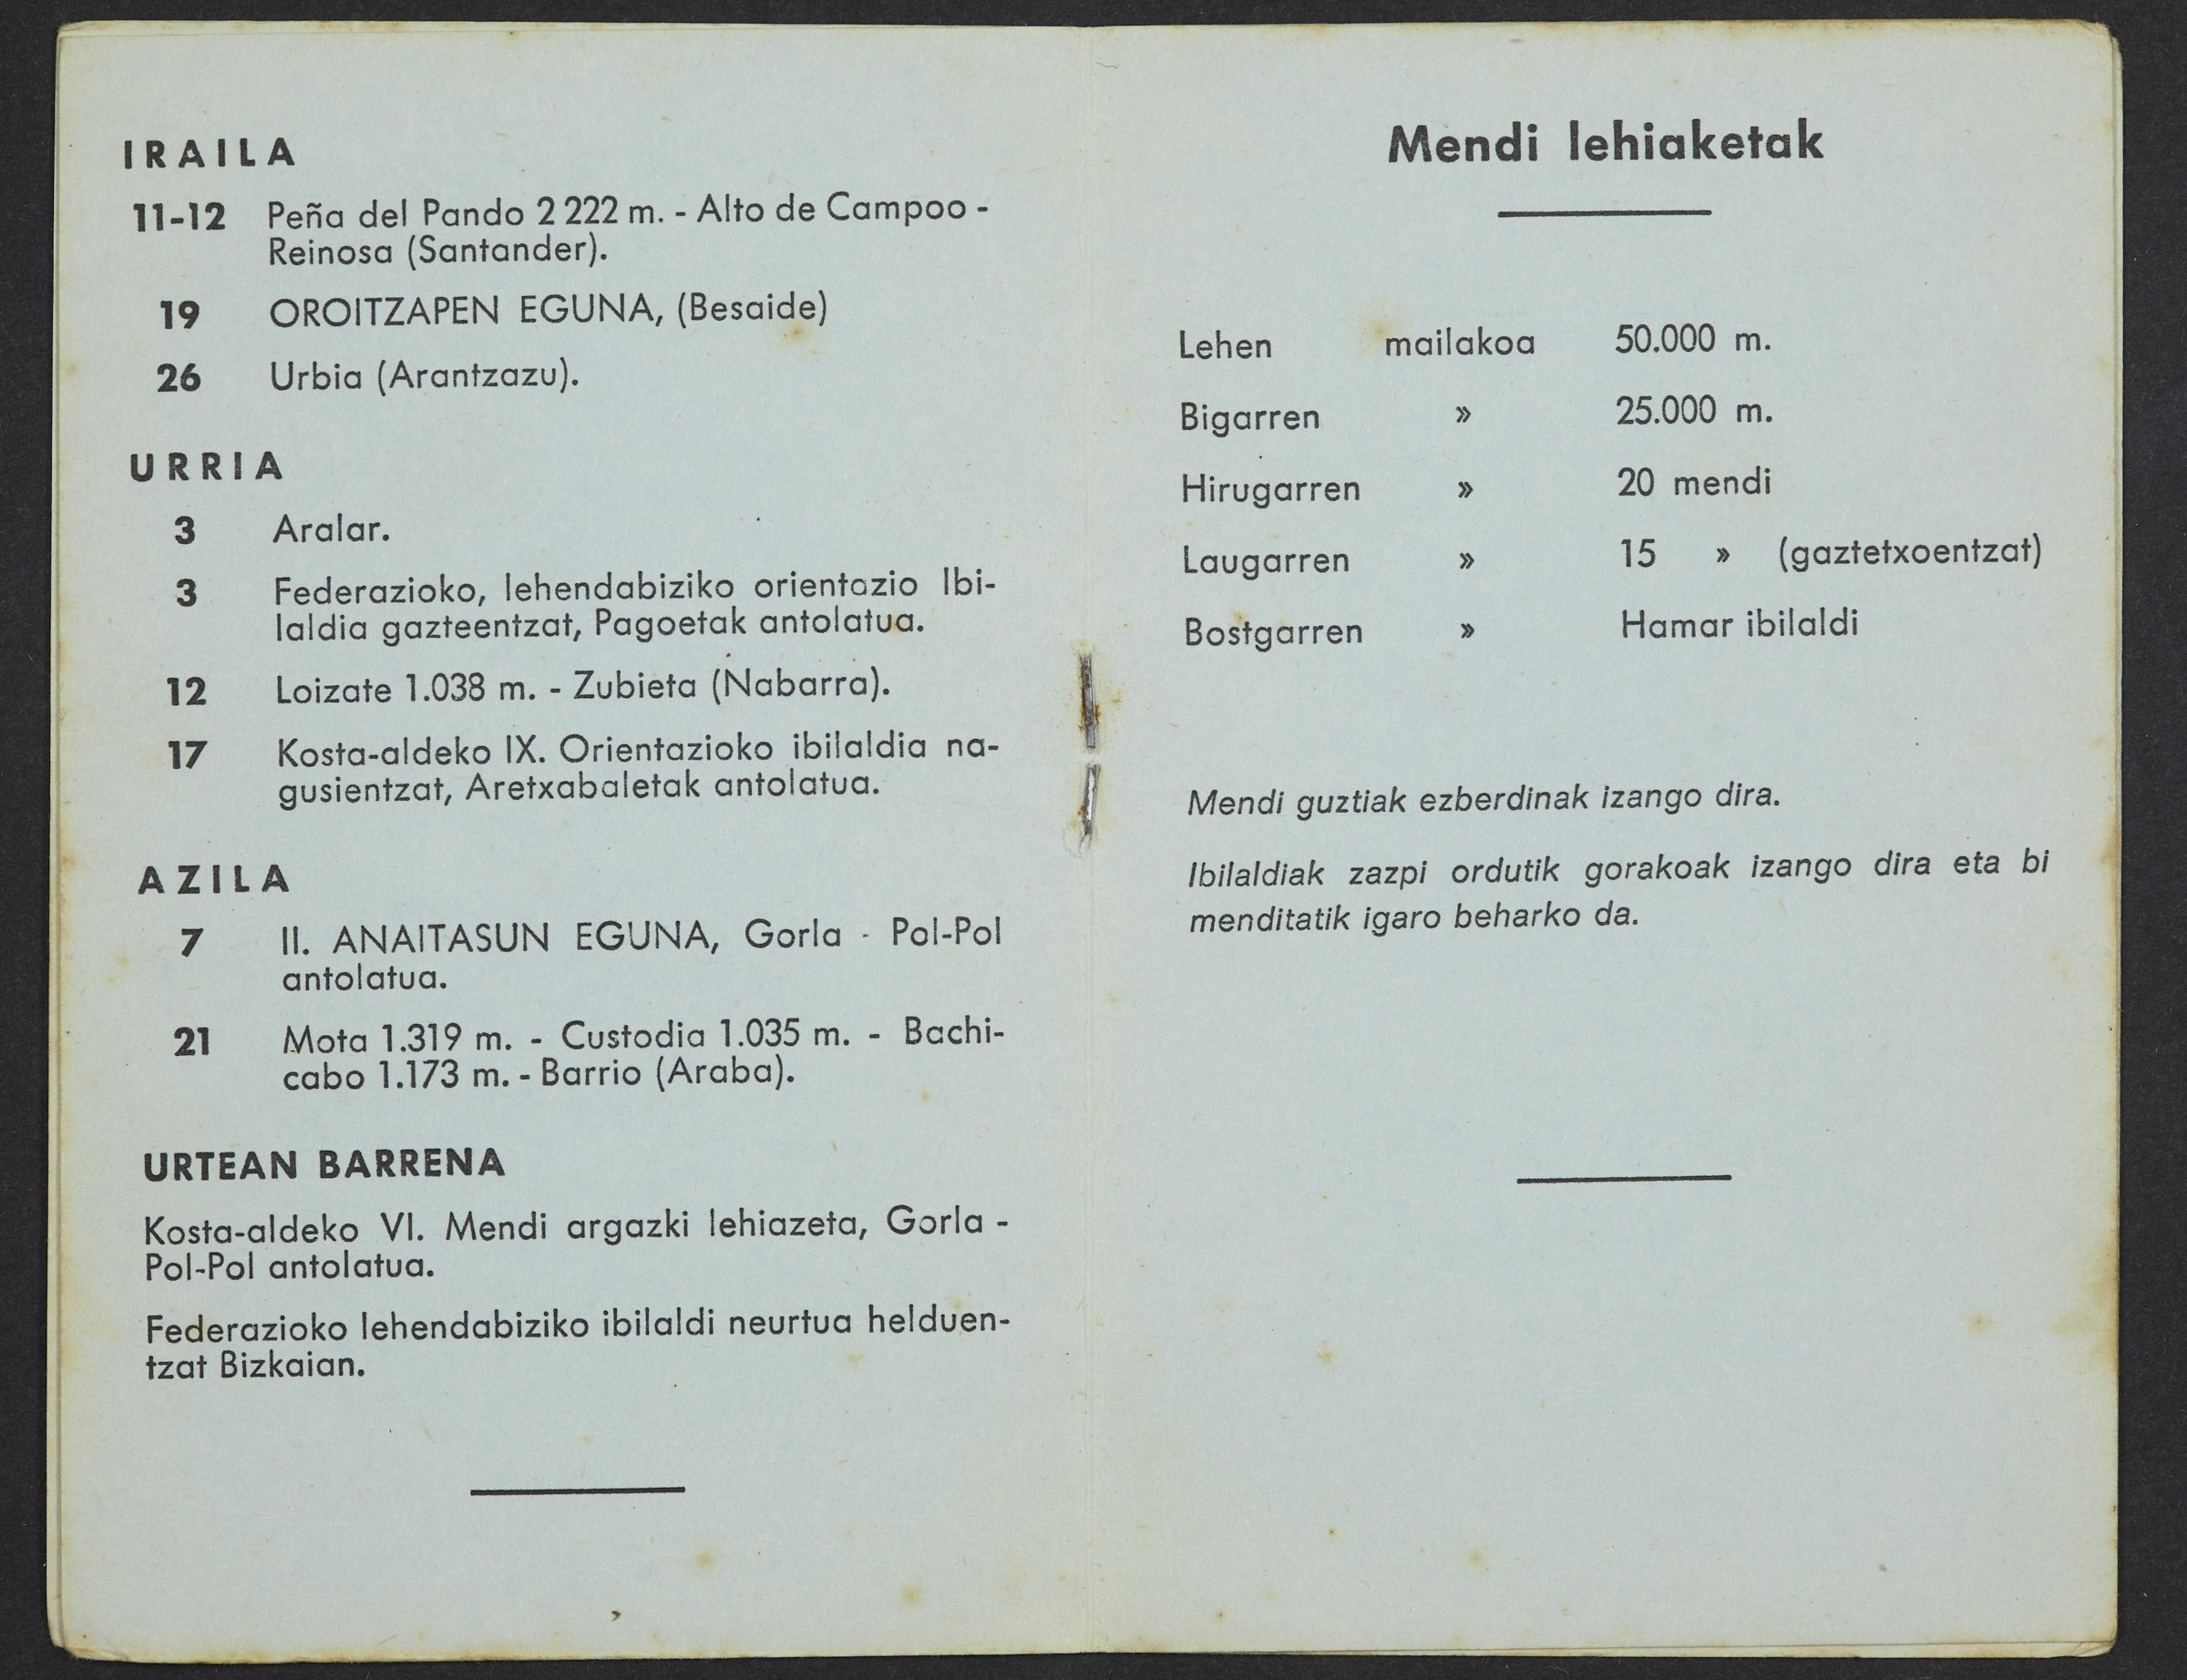 IRAILA
11-12 Peña del Pando 2 222 m. - Alto de Campoo -
Reinosa (Santander).
19 OROITZAPEN EGUNA, (Besaide)
26 Urbia (Arantzazu).
URRIA
3 Aralar.
3 Federazioko, lehendabiziko orientazio Ibi-
laldia gazteentzat, Pagoetak antolatua.
12 Loizate 1.038 m. - Zubieta (Nabarra).
17 Kosta-aldeko IX. Orientazioko ibilaldia na-
gusientzat, Aretxabaletak antolatua.
AZILA
7 II. ANAITASUN EGUNA, Gorla - Pol-Pol
antolatua.
21 Mota 1.319 m. - Custodia 1.035 m. - Bachi-
cabo 1.173 m. - Barrio (Araba).
URTEAN BARRENA
Kosta-aldeko VI. Mendi argazki lehiazeta, Gorla -
Pol-Pol antolatua.
Federazioko lehendabiziko ibilaldi neurtua helduen-
tzat Bizkaian.
Mendi lehiaketak
Lehen mailakoa 50.000 m.
Bigarren » 25.000 m.
Hirugarren » 20 mendi
Laugarren » 15 » (gaztetxoentzat)
Bostgarren » Hamar ibilaldi
Mendi guztiak ezberdinak izango dira.
Ibilaldiak zazpi ordutik gorakoak izango dira eta bi
menditatik igaro beharko da.